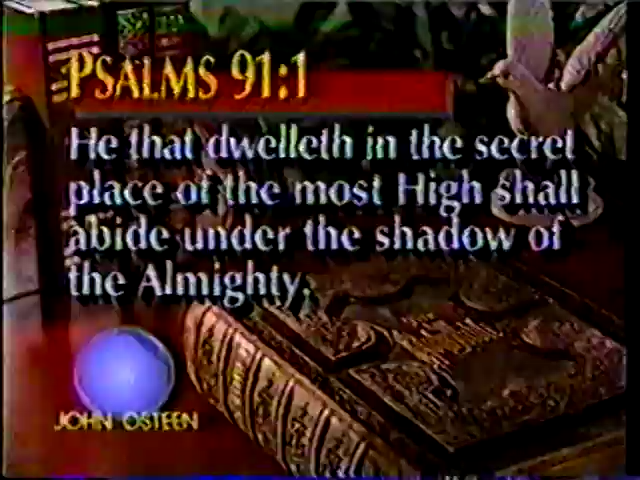 PSALMS 91:1
He that dwelleth in the secret
place of the most High shall
abide under the shadow of
the Almighty.
JOHN OSTEEN